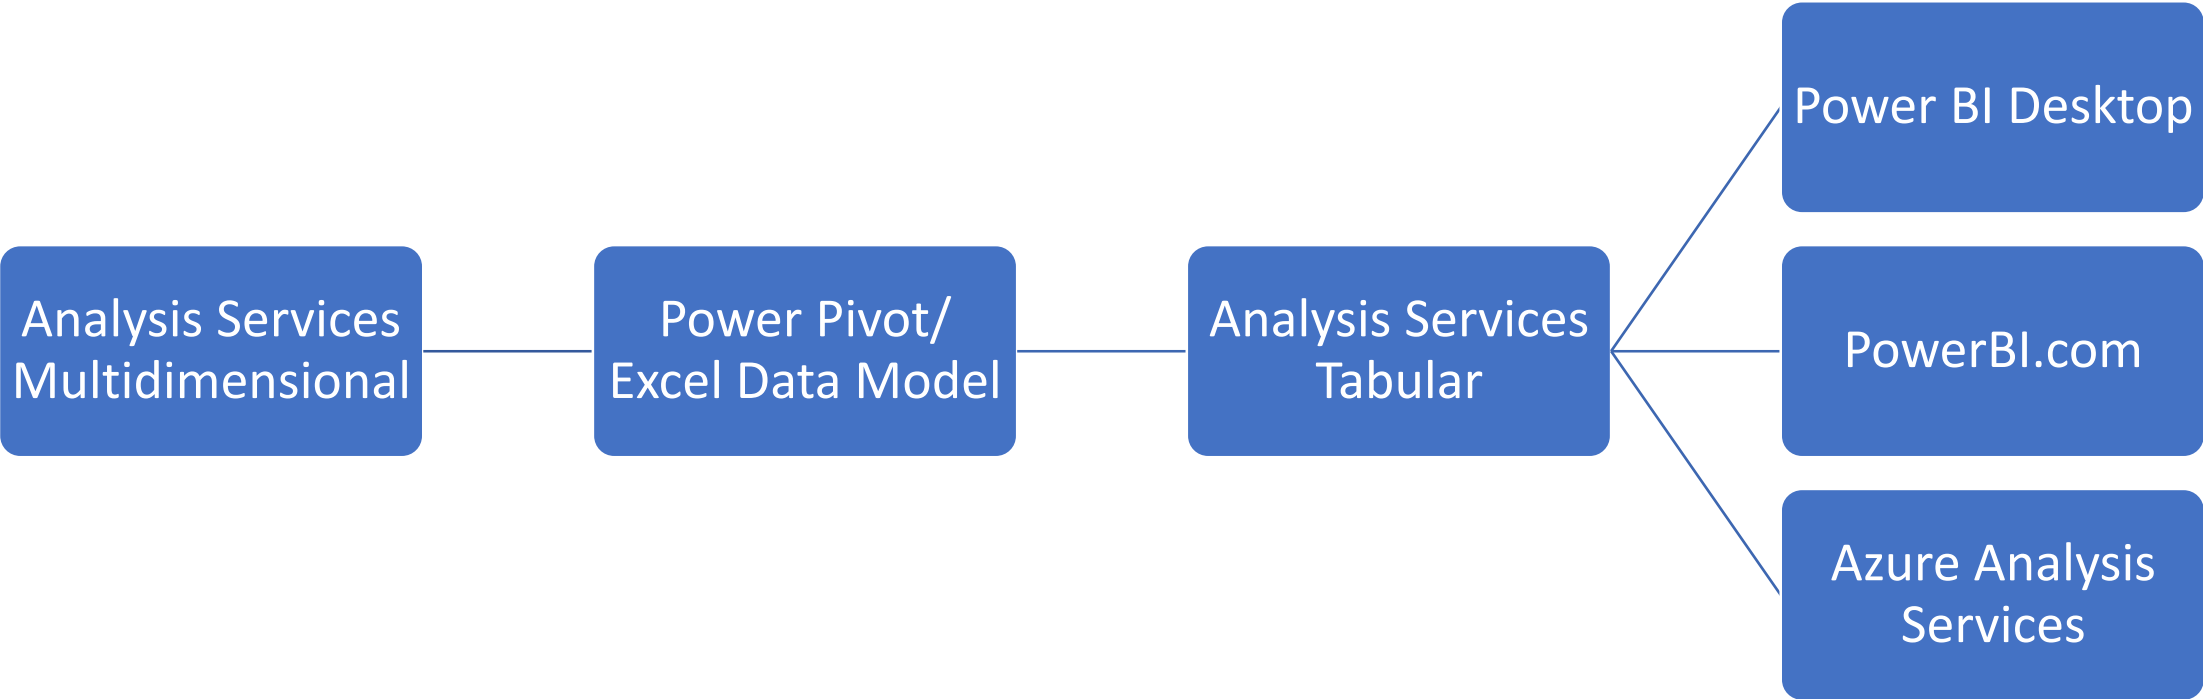 Analysis Services
Multidimensional
Power Pivot/
Excel Data Model
Analysis Services
Tabular
Power BI Desktop
PowerBI.com
Azure Analysis
Services